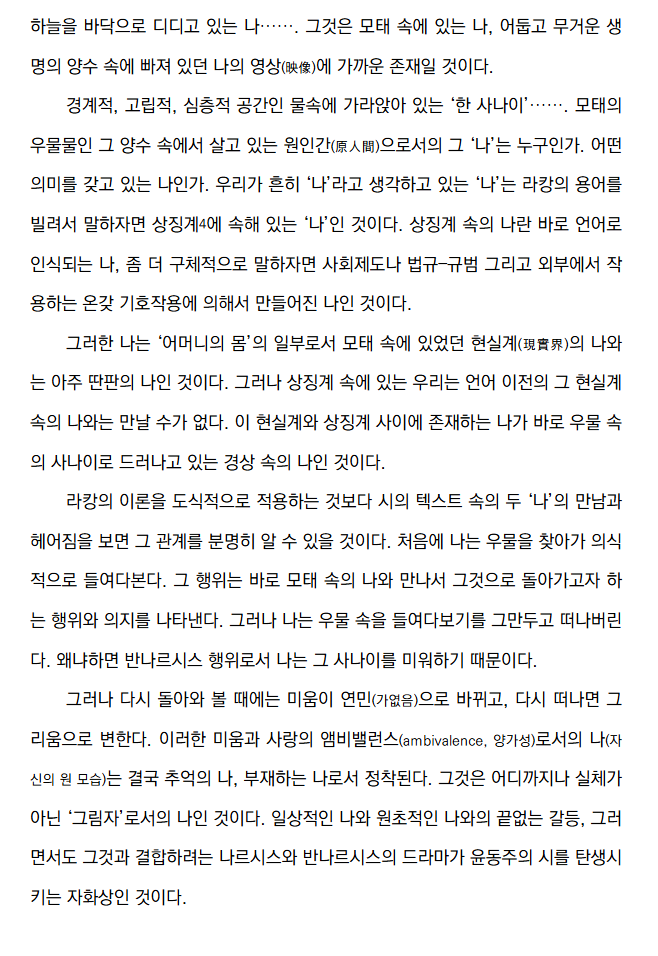 하늘을 바닥으로 디디고 있는 나……. 그것은 모태 속에 있는 나, 어둡고 무거운 생
명의 양수 속에 빠져 있던 나의 영상(映像)에 가까운 존재일 것이다.
경계적, 고립적, 심층적 공간인 물속에 가라앉아 있는 ‘한 사나이’……. 모태의
우물물인 그 양수 속에서 살고 있는 원인간(原人間)으로서의 그 ‘나’는 누구인가. 어떤
의미를 갖고 있는 나인가. 우리가 흔히 ‘나’라고 생각하고 있는 ‘나’는 라캉의 용어를
빌려서 말하자면 상징계4에 속해 있는 ‘나’인 것이다. 상징계 속의 나란 바로 언어로
인식되는 나, 좀 더 구체적으로 말하자면 사회제도나 법규–규범 그리고 외부에서 작
용하는 온갖 기호작용에 의해서 만들어진 나인 것이다.
그러한 나는 ‘어머니의 몸’의 일부로서 모태 속에 있었던 현실계(現實界)의 나와
는 아주 딴판의 나인 것이다. 그러나 상징계 속에 있는 우리는 언어 이전의 그 현실계
속의 나와는 만날 수가 없다. 이 현실계와 상징계 사이에 존재하는 나가 바로 우물 속
의 사나이로 드러나고 있는 경상 속의 나인 것이다.
라캉의 이론을 도식적으로 적용하는 것보다 시의 텍스트 속의 두 ‘나’의 만남과
헤어짐을 보면 그 관계를 분명히 알 수 있을 것이다. 처음에 나는 우물을 찾아가 의식
적으로 들여다본다. 그 행위는 바로 모태 속의 나와 만나서 그것으로 돌아가고자 하
는 행위와 의지를 나타낸다. 그러나 나는 우물 속을 들여다보기를 그만두고 떠나버린
다. 왜냐하면 반나르시스 행위로서 나는 그 사나이를 미워하기 때문이다.
그러나 다시 돌아와 볼 때에는 미움이 연민(가엾음)으로 바뀌고, 다시 떠나면 그
리움으로 변한다. 이러한 미움과 사랑의 앰비밸런스(ambivalence, 양가성)로서의 나(자
신의 원 모습)는 결국 추억의 나, 부재하는 나로서 정착된다. 그것은 어디까지나 실체가
아닌 ‘그림자’로서의 나인 것이다. 일상적인 나와 원초적인 나와의 끝없는 갈등, 그러
면서도 그것과 결합하려는 나르시스와 반나르시스의 드라마가 윤동주의 시를 탄생시
키는 자화상인 것이다.